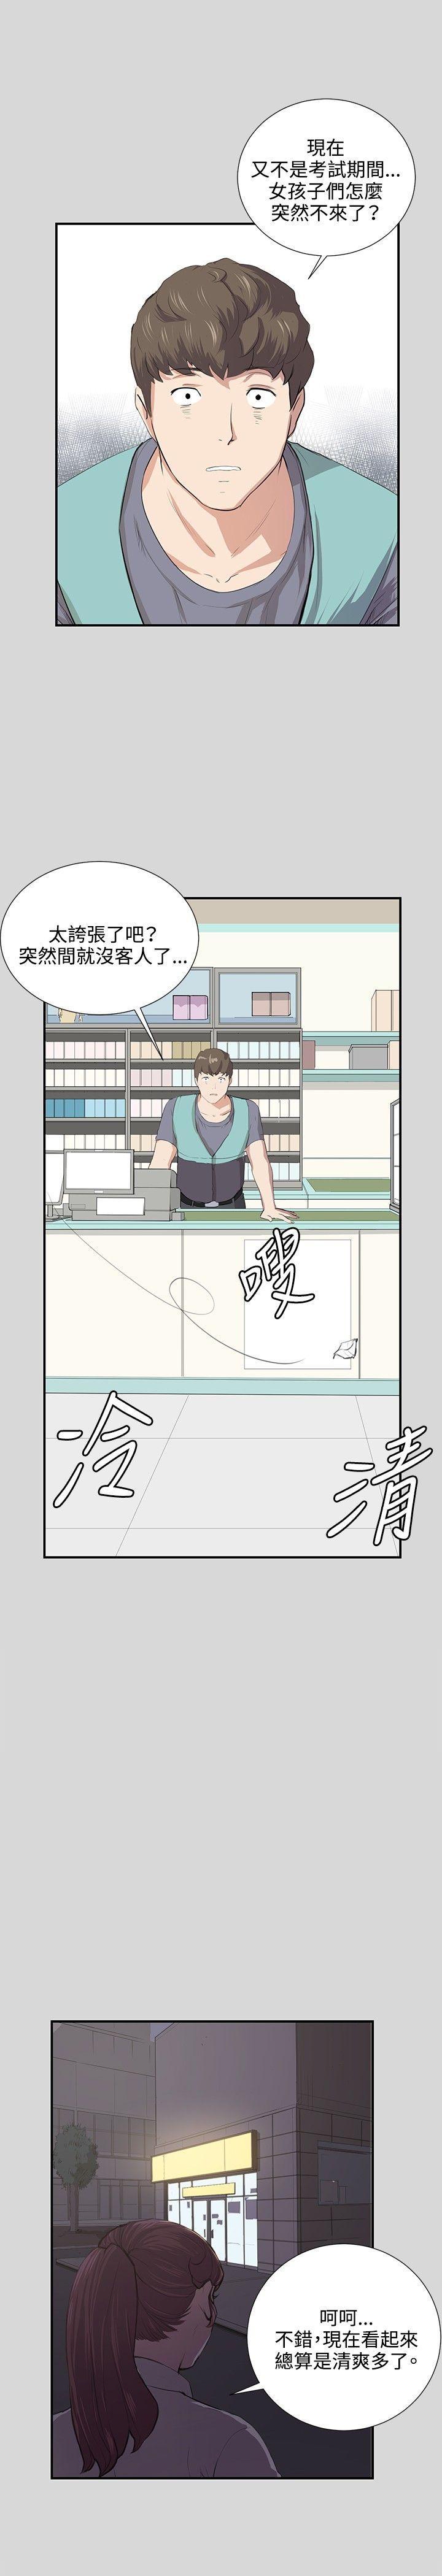 現在
又不是考試期間...
女孩子們怎麼
突然不來了？
太誇張了吧？
突然間就沒客人了...
嗖
冷
清
呵呵...
不錯，現在看起來
總算是清爽多了。